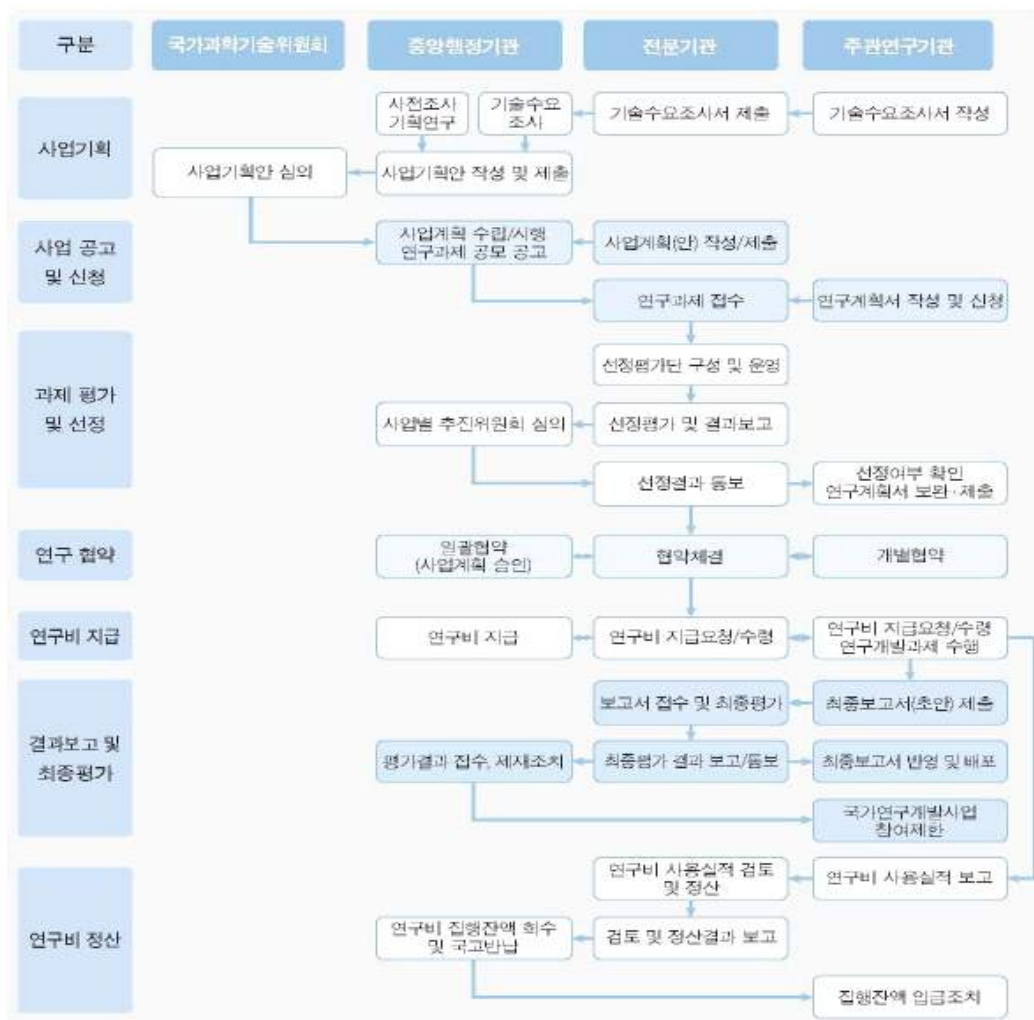 구분
국가과학기술위원회
중앙행정기관
전문기관
주관연구기관
사업기획
사전조사
기획연구
기술수요
조사
기술수요조사서 제출
기술수요조사서 작성
사업기획안 심의
사업기획안 작성 및 제출
사업 공고
및 신청
사업계획 수립/시행
연구과제 공모 공고
사업계획(안) 작성/제출
연구과제 접수
연구계획서 작성 및 신청
과제 평가
및 선정
선정평가단 구성 및 운영
사업별 추진위원회 심의
선정평가 및 결과보고
선정결과 통보
선정여부 확인
연구계획서 보완·제출
연구 협약
일괄협약
(사업계획 승인)
협약체결
개별협약
연구비 지급
연구비 지급
연구비 지급요청/수령
연구비 지급요청/수령
연구개발과제 수행
결과보고 및
최종평가
보고서 접수 및 최종평가
최종보고서(초안) 제출
평가결과 접수, 제재조치
최종평가 결과 보고/통보
최종보고서 반영 및 배포
국가연구개발사업
참여제한
연구비 정산
연구비 사용실적 검토
및 정산
연구비 사용실적 보고
연구비 집행잔액 회수
및 국고반납
검토 및 정산결과 보고
집행잔액 입금조치